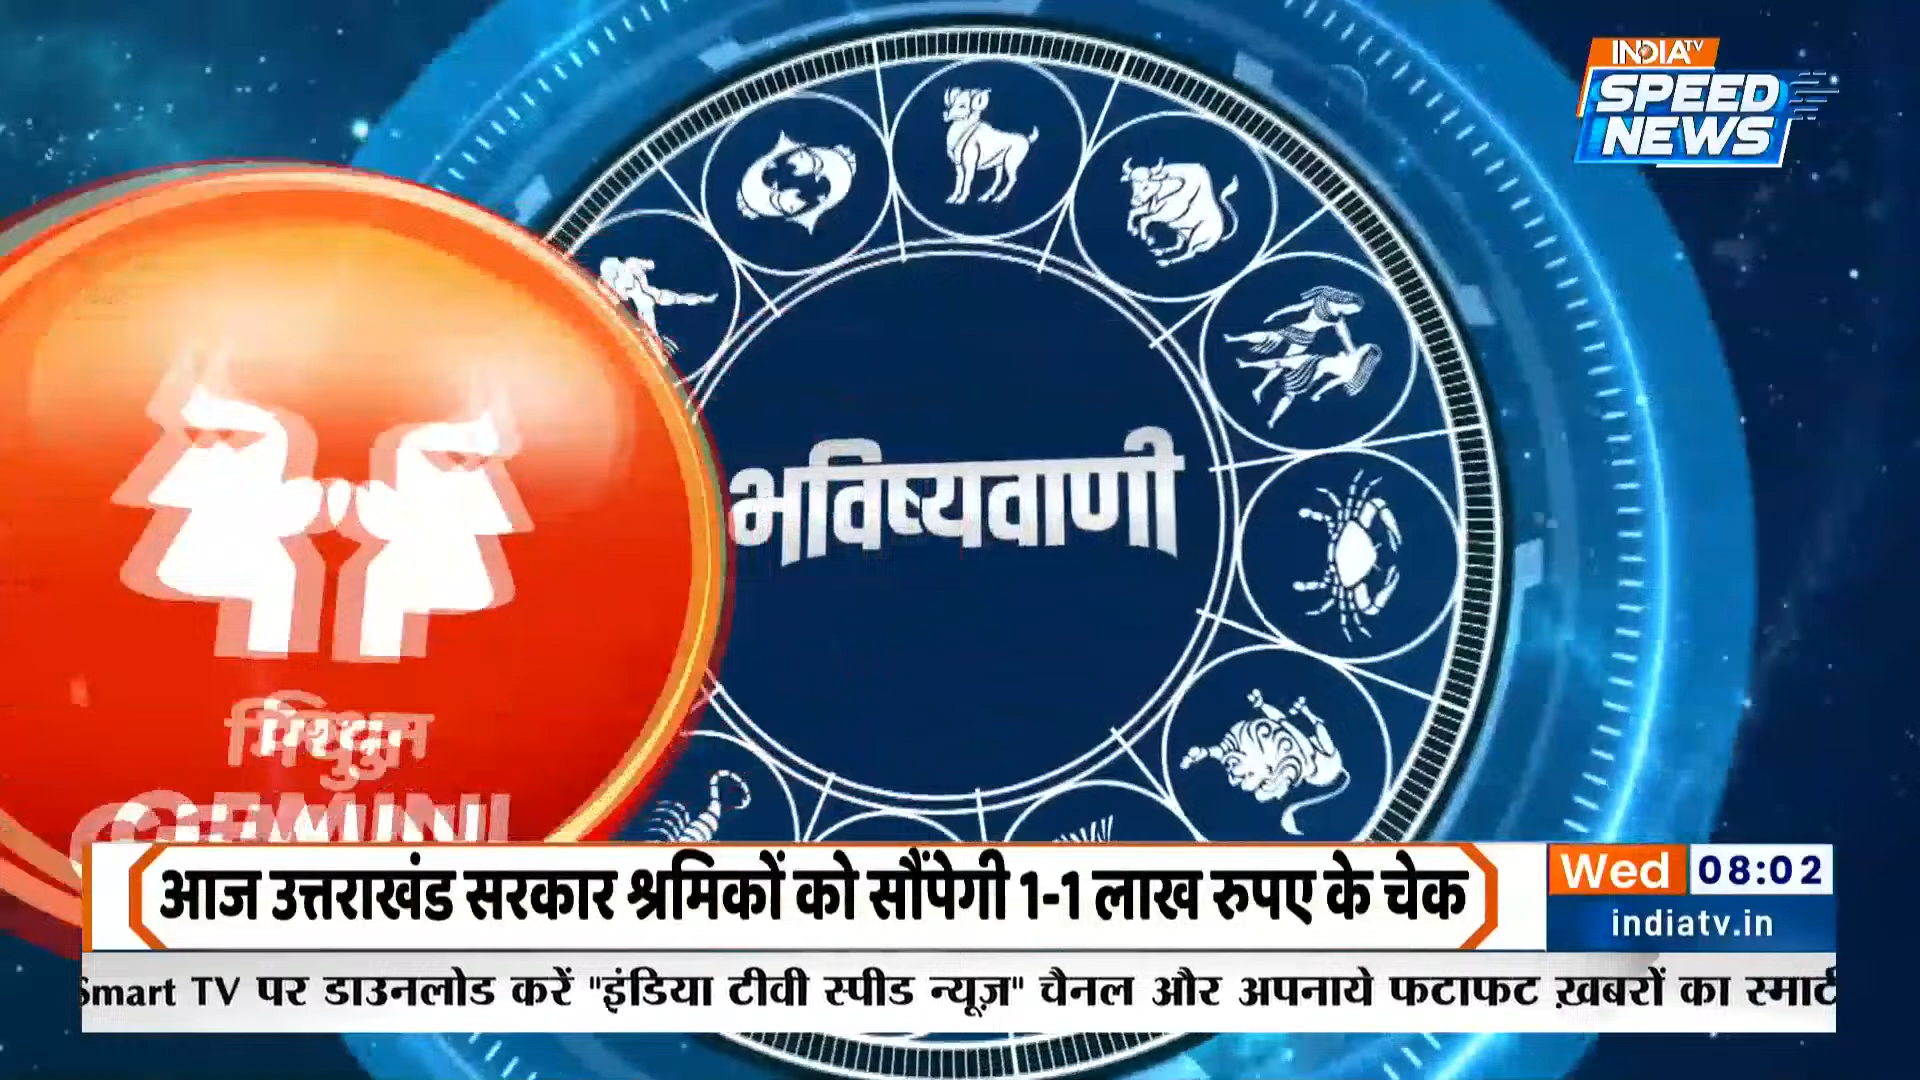 INDIA TV
SPEED
NEWS
भविष्यवाणी
मिथुन
GEMINI
आज उत्तराखंड सरकार श्रमिकों को सौंपेगी 1-1 लाख रुपए के चेक
Wed 08:02
indiatv.in
Smart TV पर डाउनलोड करें "इंडिया टीवी स्पीड न्यूज़" चैनल और अपनाये फटाफट ख़बरों का स्मार्ट